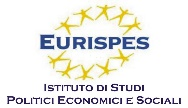 EURISPES
ISTITUTO DI STUDI
POLITICI ECONOMICI E SOCIALI